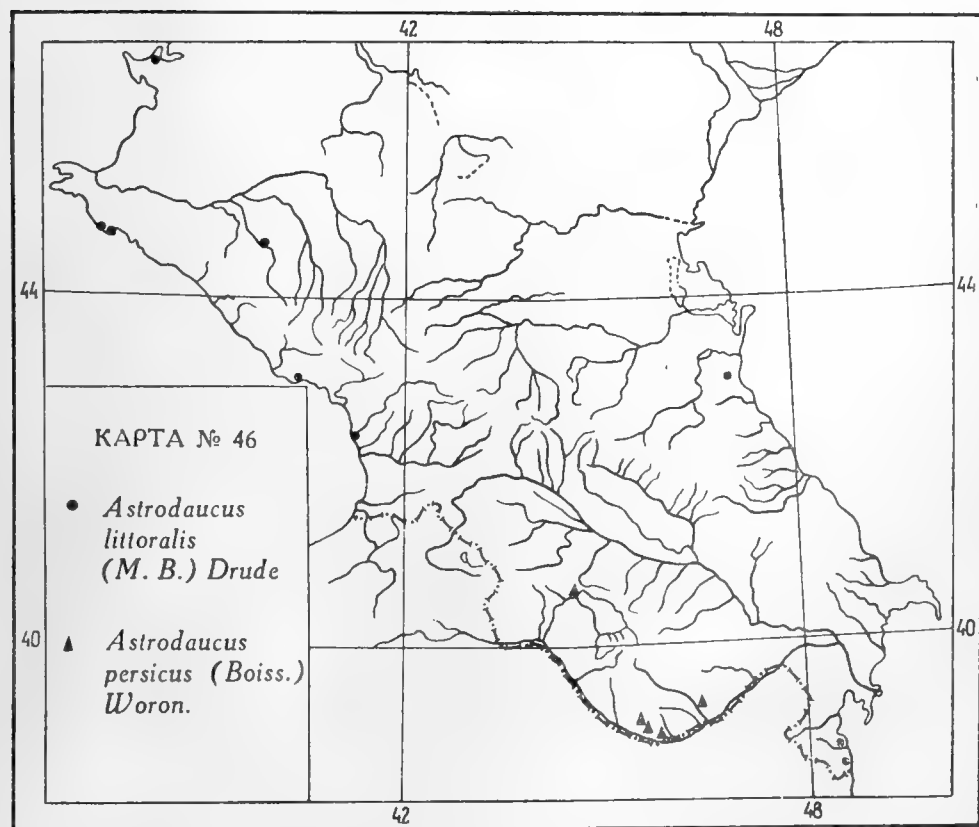 42 48
44 44
КАРТА № 46
Astrodaucus
littoralis
(M. B.) Drude
40 40
Astrodaucus
persicus (Boiss.)
Woron.
42 48